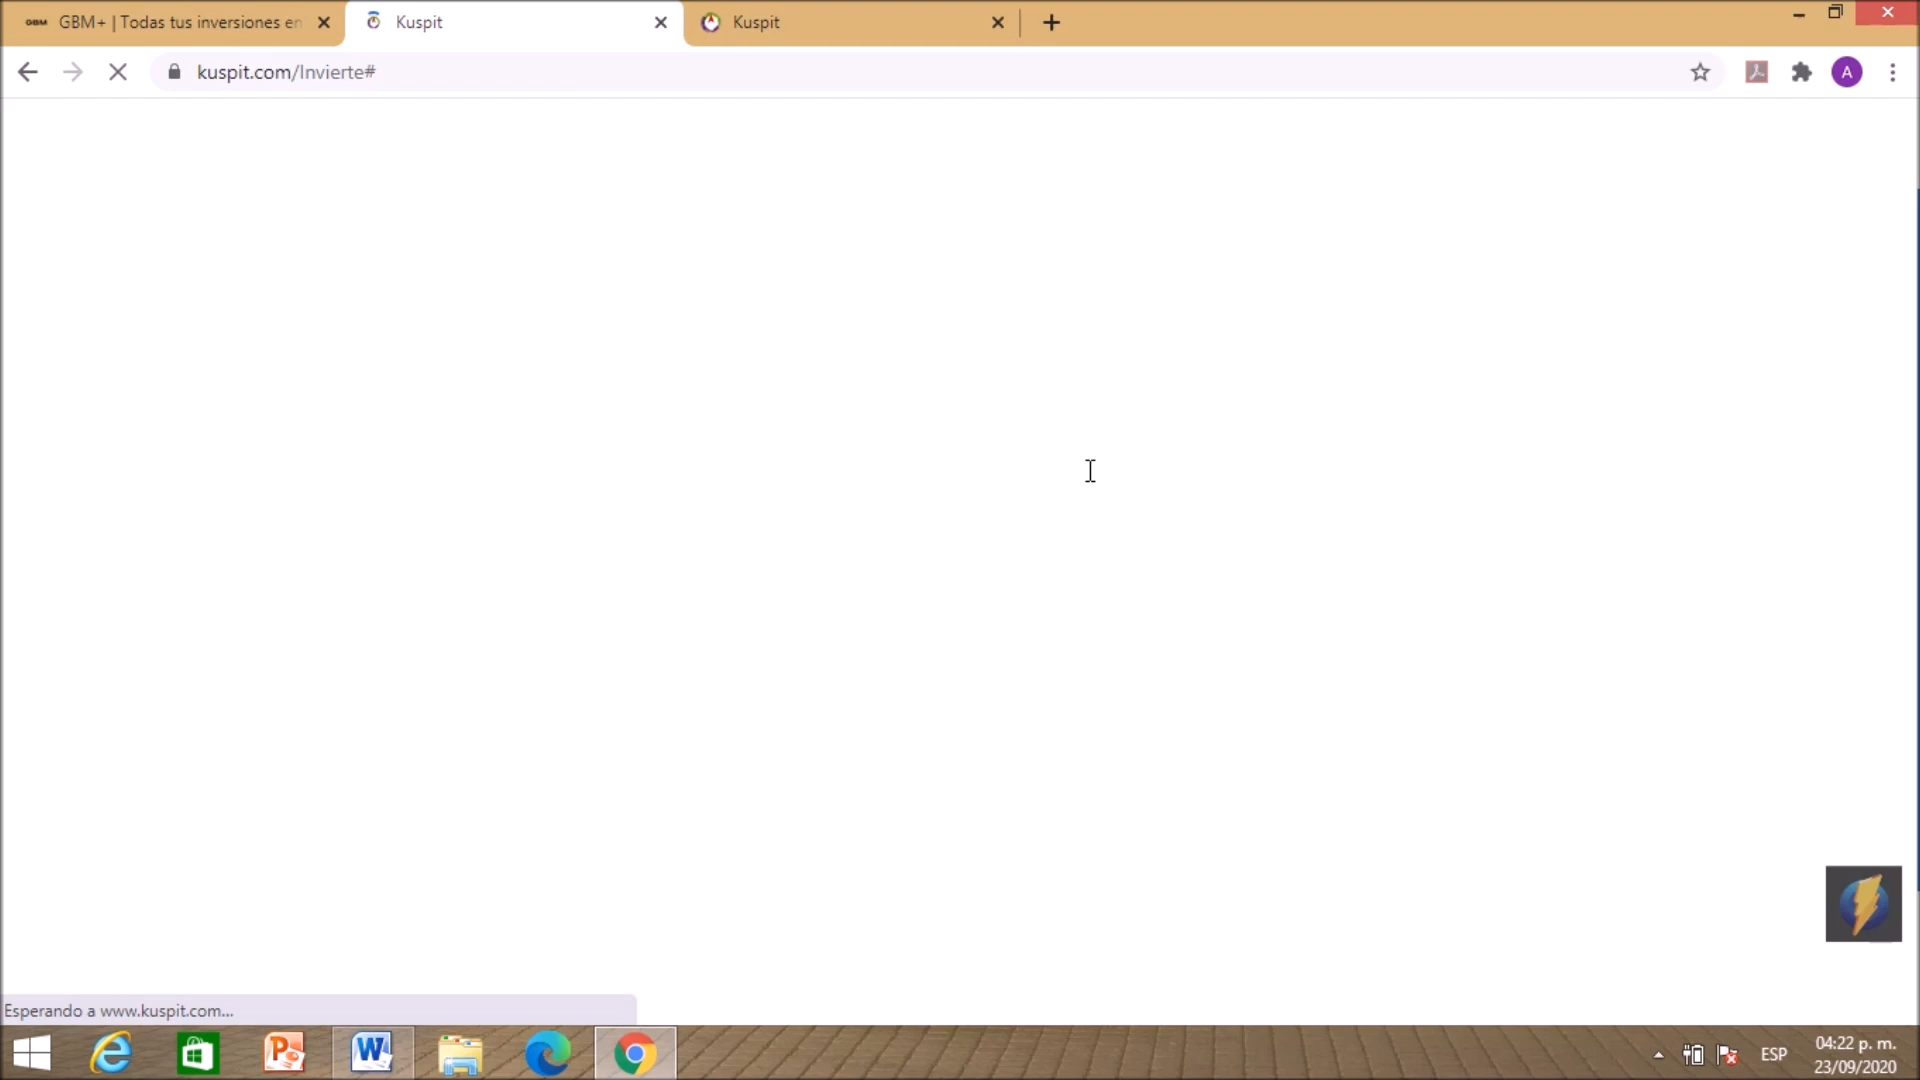 GBM GBM+ | Todas tus inversiones en
Kuspit
Kuspit
kuspit.com/Invierte#
A
Esperando a www.kuspit.com...
ESP
04:22 p. m.
23/09/2020